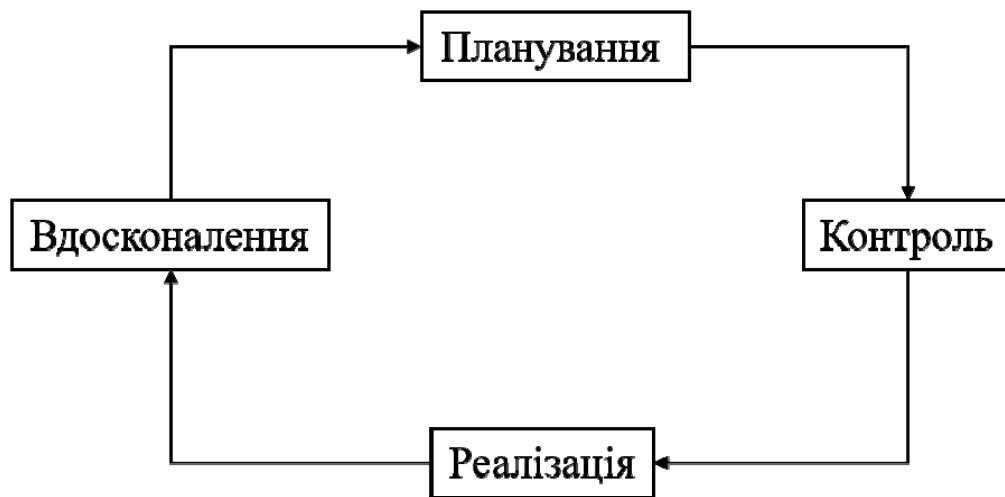 Планування
Вдосконалення
Контроль
Реалізація